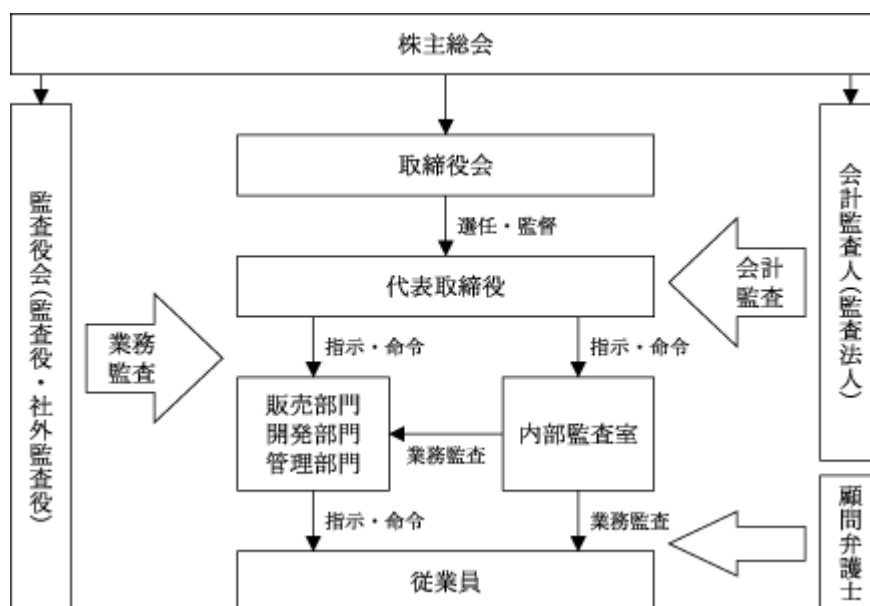 株主総会
取締役会
選任・監督
代表取締役
指示・命令
指示・命令
販売部門
開発部門
管理部門
業務監査
内部監査室
指示・命令
業務監査
従業員
監査役会(監査役・社外監査役)
業務
監査
会計監査人(監査法人)
会計
監査
顧問弁護士